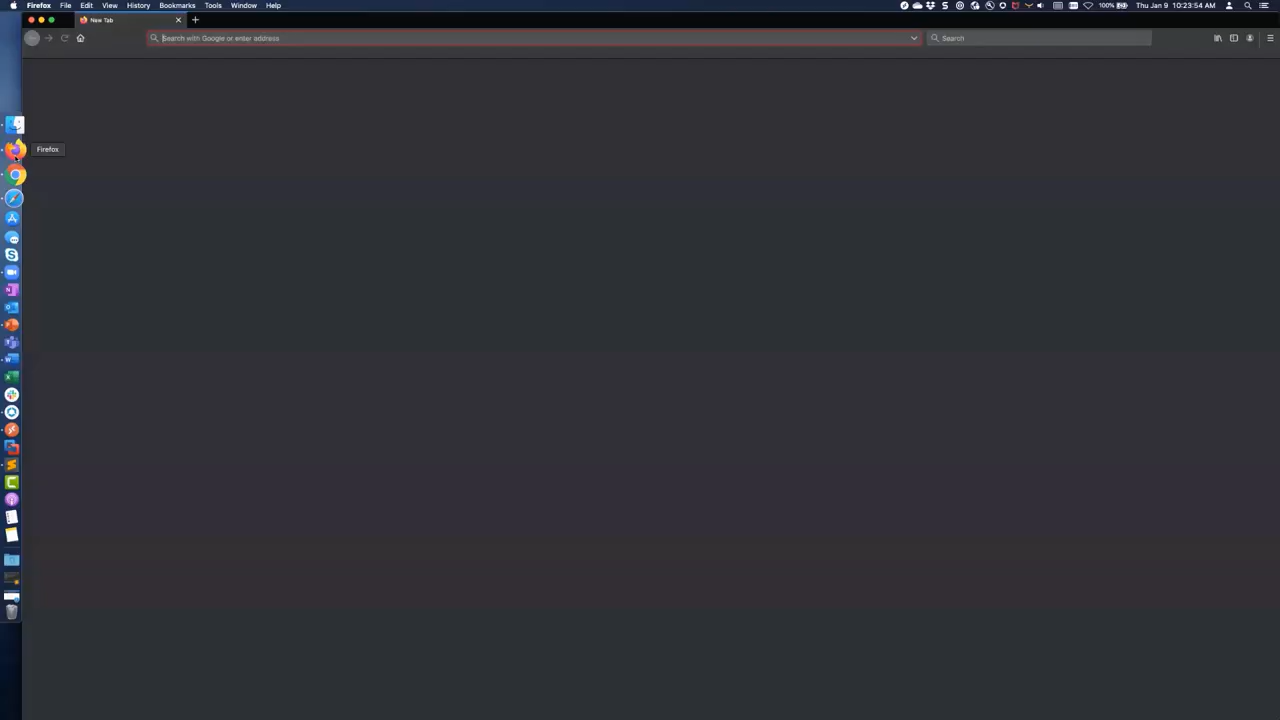 Firefox File Edit View History Bookmarks Tools Window Help 100% Thu Jan 9 10:23:54 AM
New Tab
Search with Google or enter address Search
Firefox